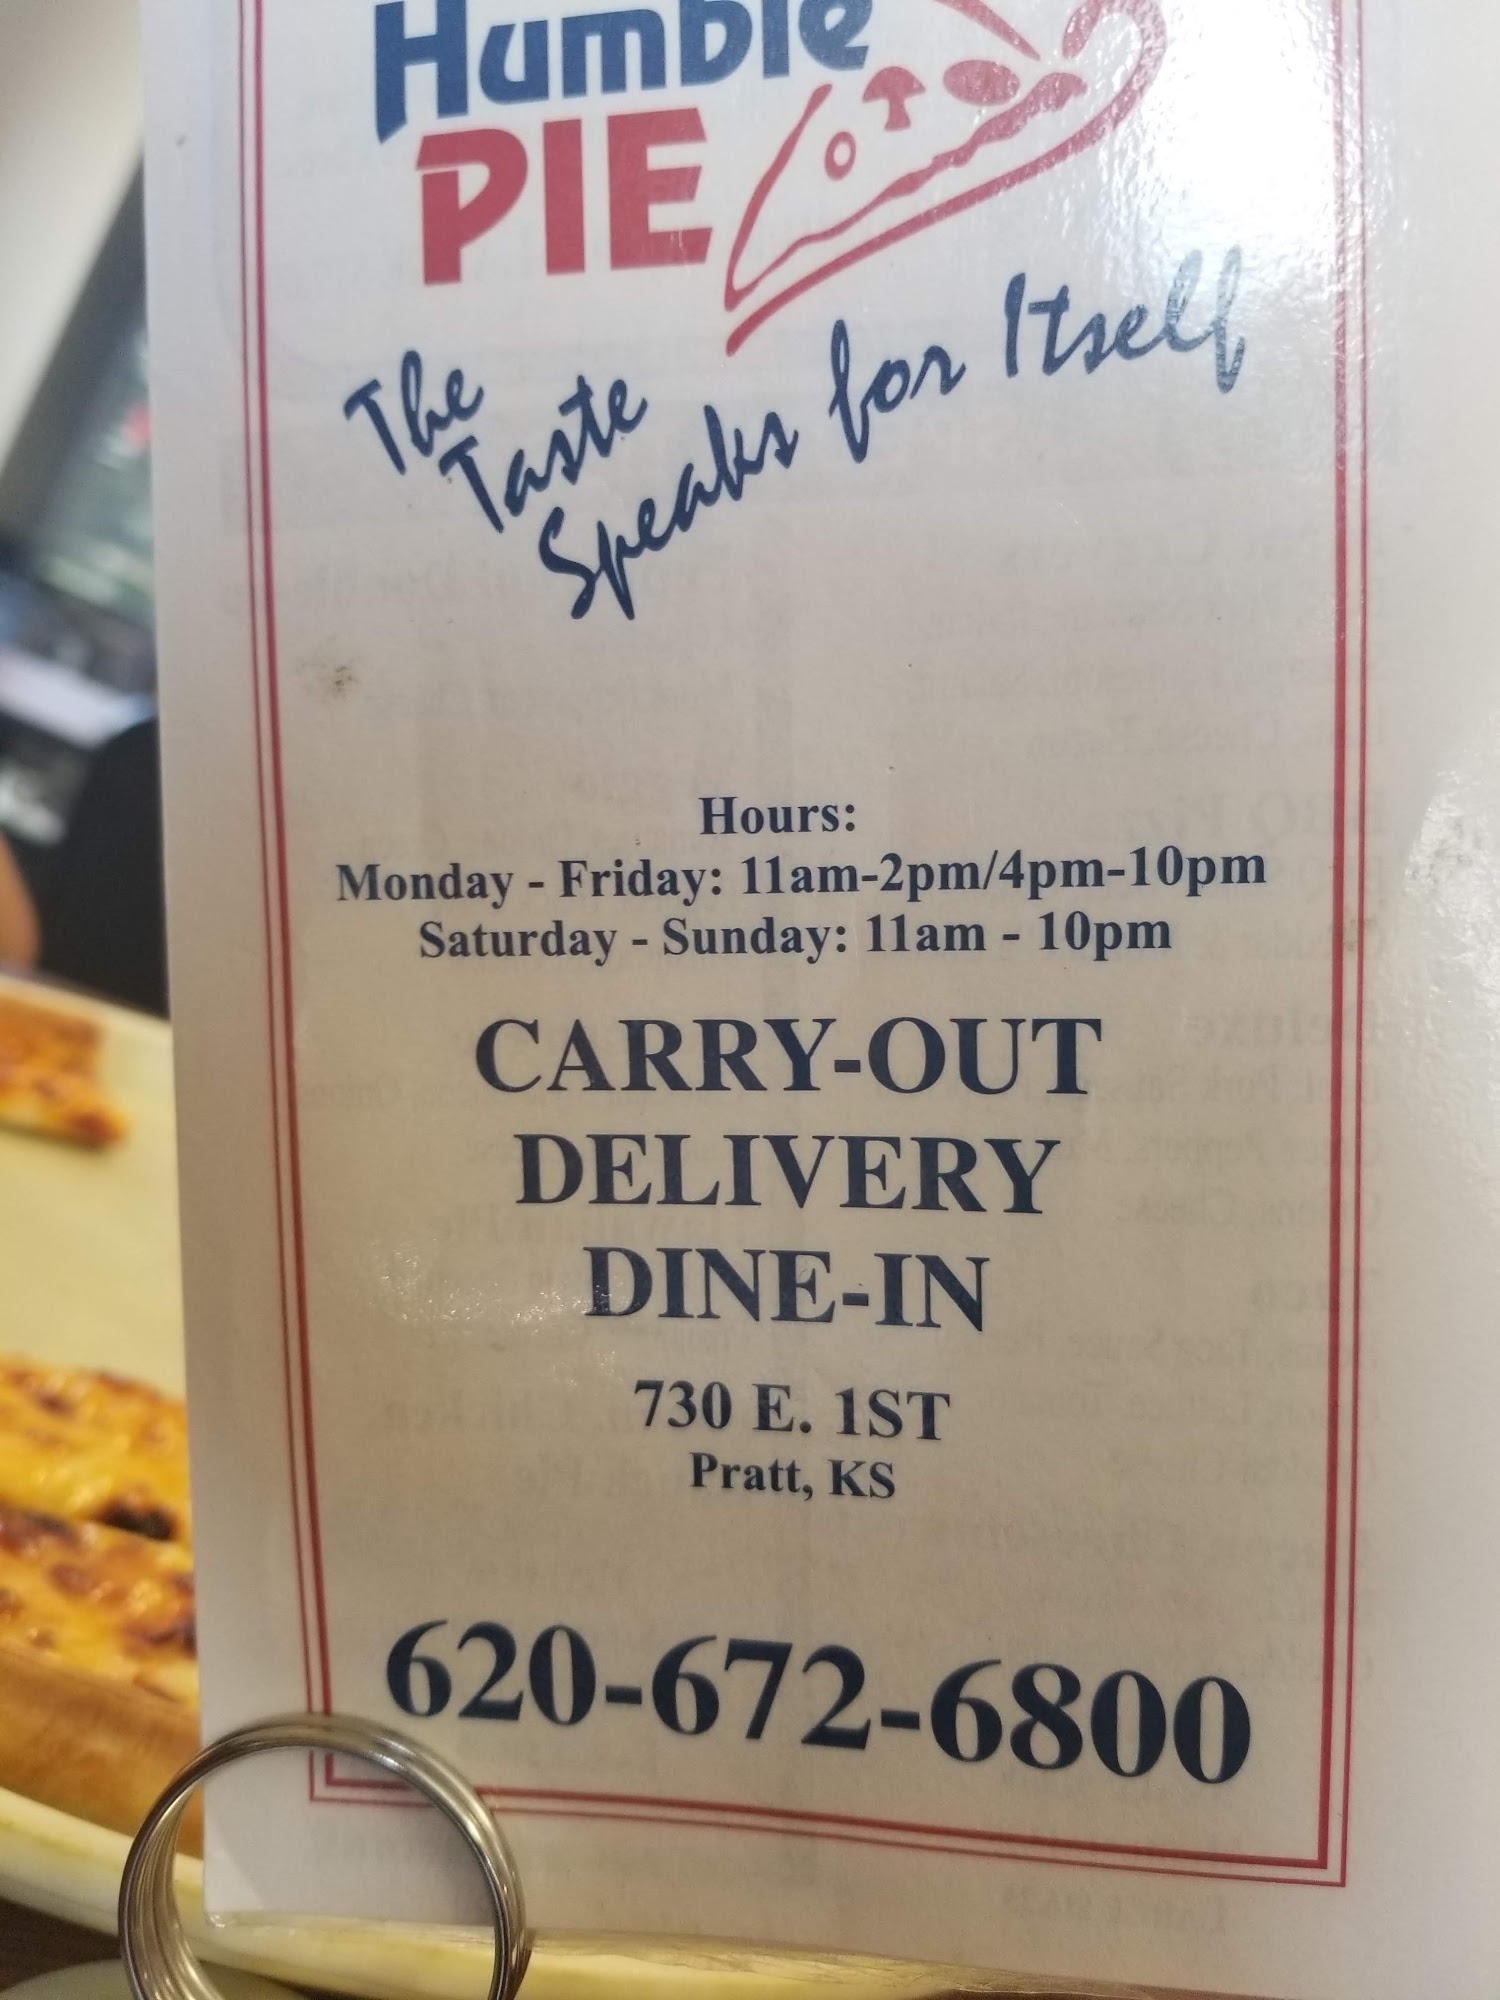 Humble
PIE
The
Taste
Speaks for Itself
Hours:
Monday - Friday: 11am-2pm/4pm-10pm
Saturday - Sunday: 11am - 10pm
CARRY-OUT
DELIVERY
DINE-IN
730 E. 1ST
Pratt, KS
620-672-6800